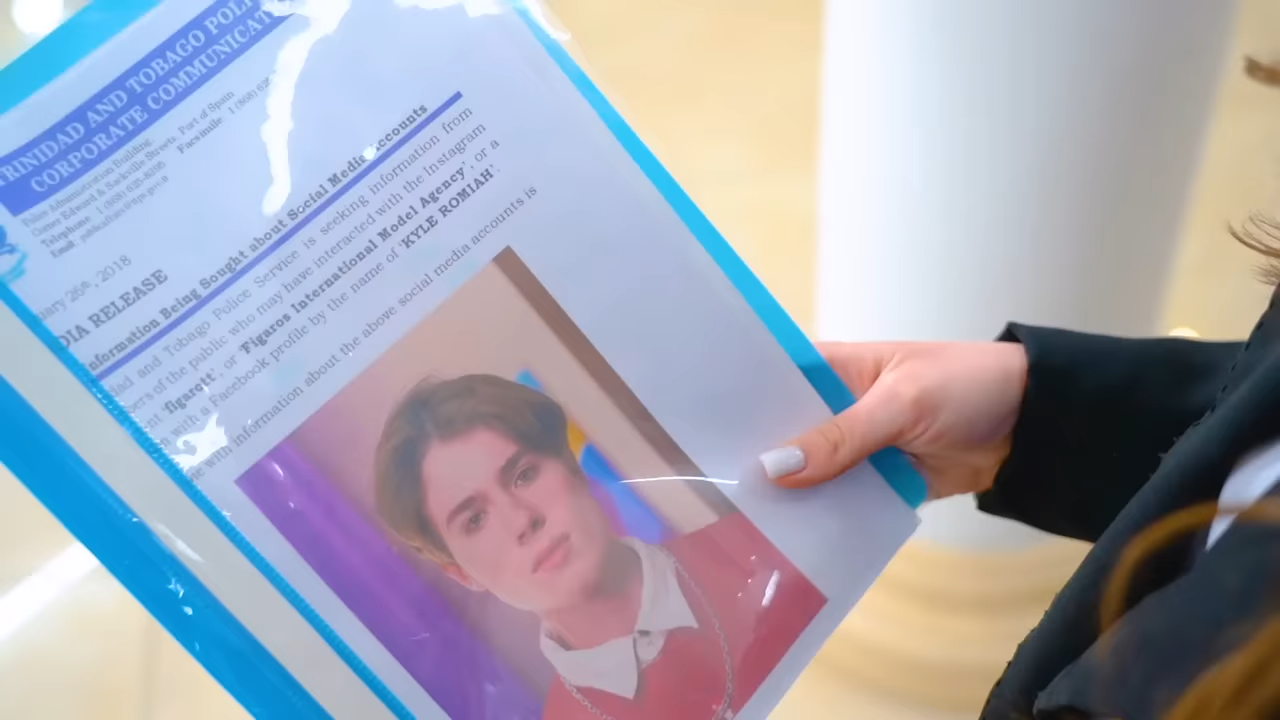 TRINIDAD AND TOBAGO POLI
CORPORATE COMMUNICAT
Administration Building,
Corner Edward & Sackville Streets, Port of Spain
Telephone 1 (868) 625-8295 Facsimile 1 (868) 62
Email:
uary 26th, 2018
DIA RELEASE
nformation Being Sought about Social Media Accounts
dad and Tobago Police Service is seeking information from
bers of the public who may have interacted with the Instagram
nt 'figaroit', or 'Figaros International Model Agency', or a
n with a Facebook profile by the name of 'KYLE ROMIAH'.
e with information about the above social media accounts is